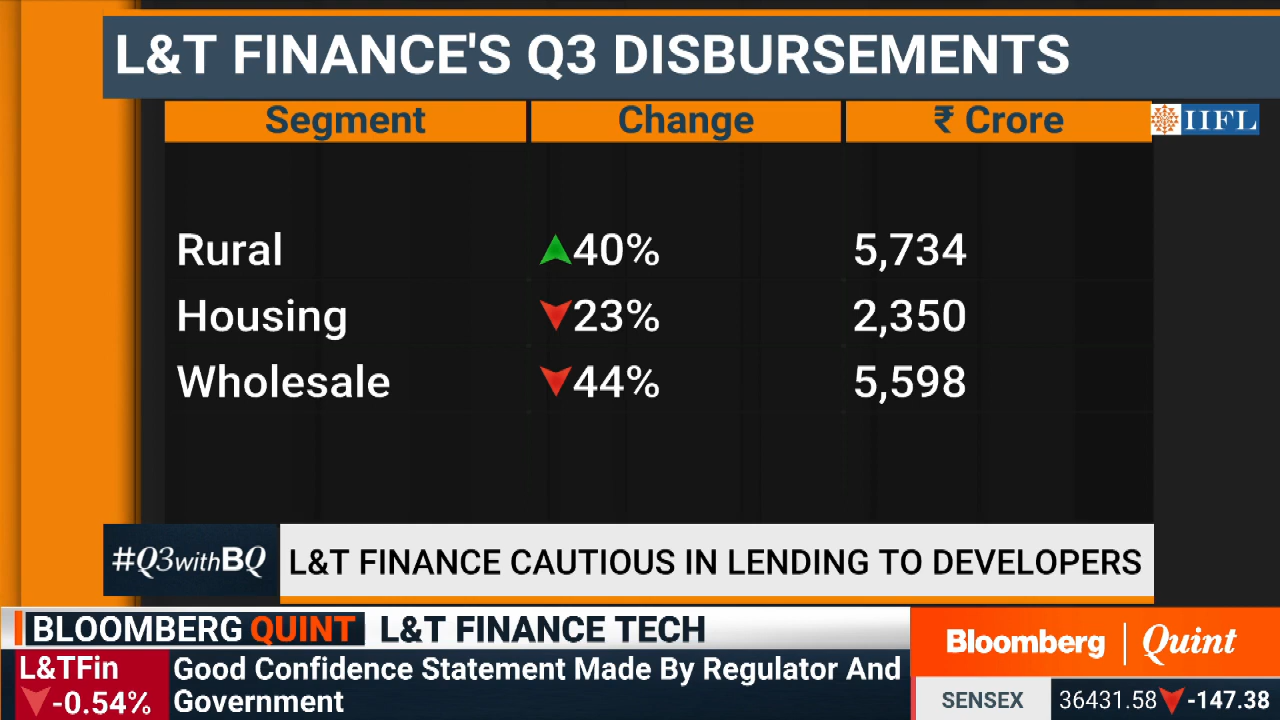 L&T FINANCE'S Q3 DISBURSEMENTS
Segment Change ₹ Crore
IIFL
Rural 40% 5,734
Housing 23% 2,350
Wholesale 44% 5,598
#Q3withBQ L&T FINANCE CAUTIOUS IN LENDING TO DEVELOPERS
BLOOMBERG QUINT L&T FINANCE TECH
Bloomberg | Quint
L&TFin
-0.54%
Good Confidence Statement Made By Regulator And
Government
SENSEX 36431.58 -147.38